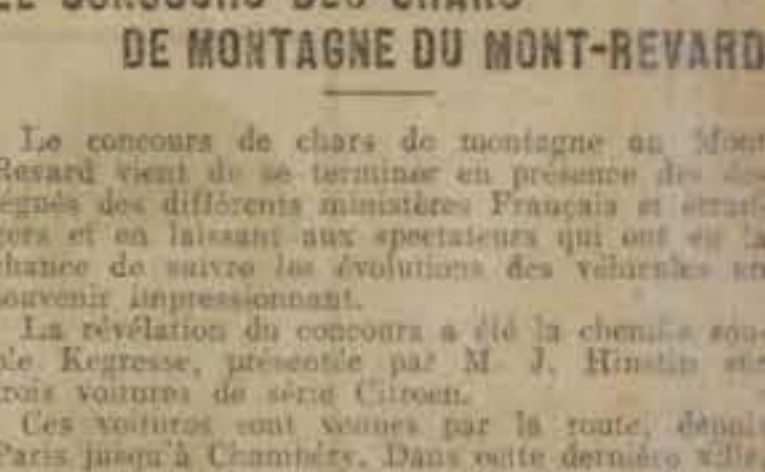 LE CONCOURS DES CHARS
DE MONTAGNE DU MONT-REVARD
Le concours de chars de montagne au Mont
Revard vient de se terminer en présence des dé-
légués des différents ministères Français et étran-
gers et en laissant aux spectateurs qui ont eu la
chance de suivre les évolutions des véhicules un
souvenir impressionnant.
La révélation du concours a été la chenille sou-
ple Kegresse, présentée par M. J. Hinstin sur
trois voitures de série Citroen.
Ces voitures sont venues par la route, depuis
Paris jusqu'à Chambéry. Dans cette dernière ville